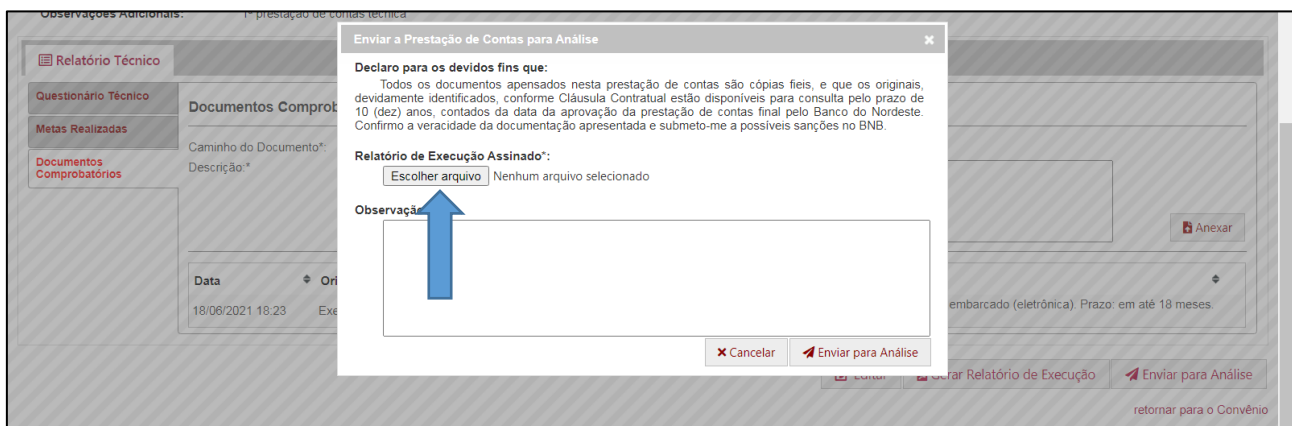 Observações Adicionais: 1ª prestação de contas técnica
Enviar a Prestação de Contas para Análise
Relatório Técnico
Declaro para os devidos fins que:
Todos os documentos apensados nesta prestação de contas são cópias fieis, e que os originais,
devidamente identificados, conforme Cláusula Contratual estão disponíveis para consulta pelo prazo de
10 (dez) anos, contados da data da aprovação da prestação de contas final pelo Banco do Nordeste.
Confirmo a veracidade da documentação apresentada e submeto-me a possíveis sanções no BNB.
Questionário Técnico
Metas Realizadas
Documentos
Comprobatórios
Documentos Comprob
Caminho do Documento*:
Descrição:*
Relatório de Execução Assinado*:
Escolher arquivo Nenhum arquivo selecionado
Observação
Anexar
Data Ori
18/06/2021 18:23 Exe embarcado (eletrônica). Prazo: em até 18 meses.
Cancelar Enviar para Análise
Editar Gerar Relatório de Execução Enviar para Análise
retornar para o Convênio